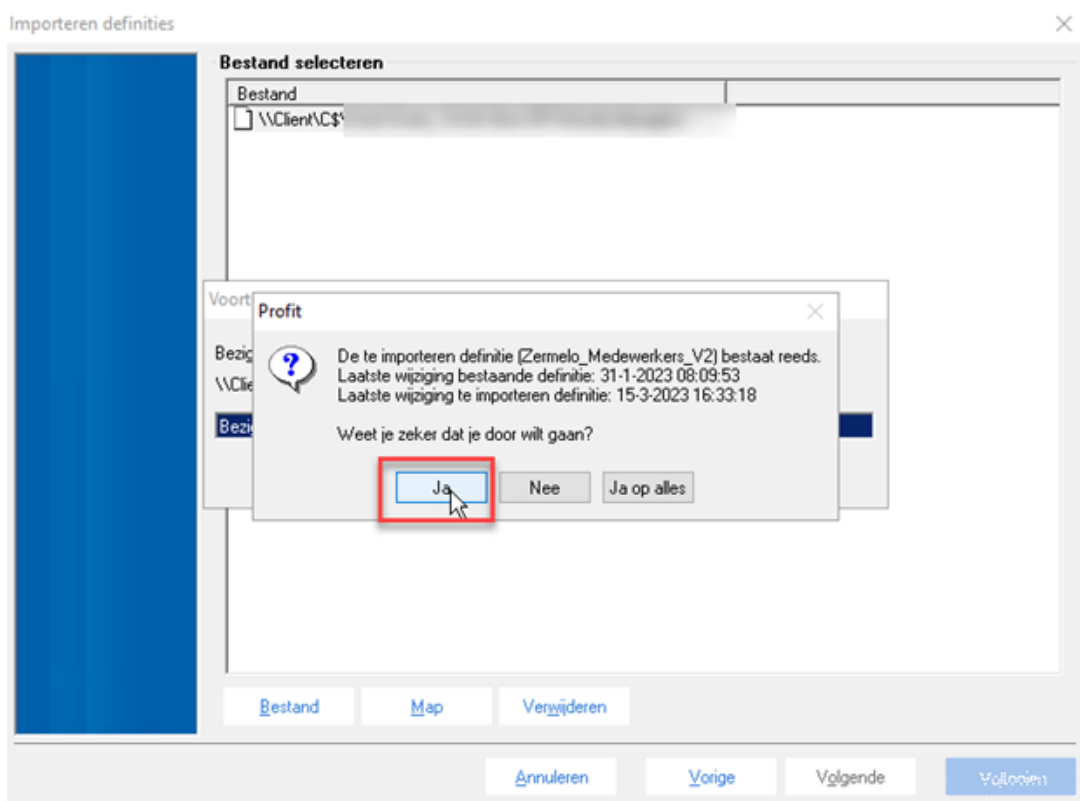 Importeren definities
Bestand selecteren
Bestand
\\Client\C$\
Voort
Profit
Bezig
\\Clie
Bezi
De te importeren definitie (Zermelo_Medewerkers_V2) bestaat reeds.
Laatste wijziging bestaande definitie: 31-1-2023 08:09:53
Laatste wijziging te importeren definitie: 15-3-2023 16:33:18
Weet je zeker dat je door wilt gaan?
Ja
Nee
Ja op alles
Bestand
Map
Verwijderen
Annuleren
Vorige
Volgende
Voltooien